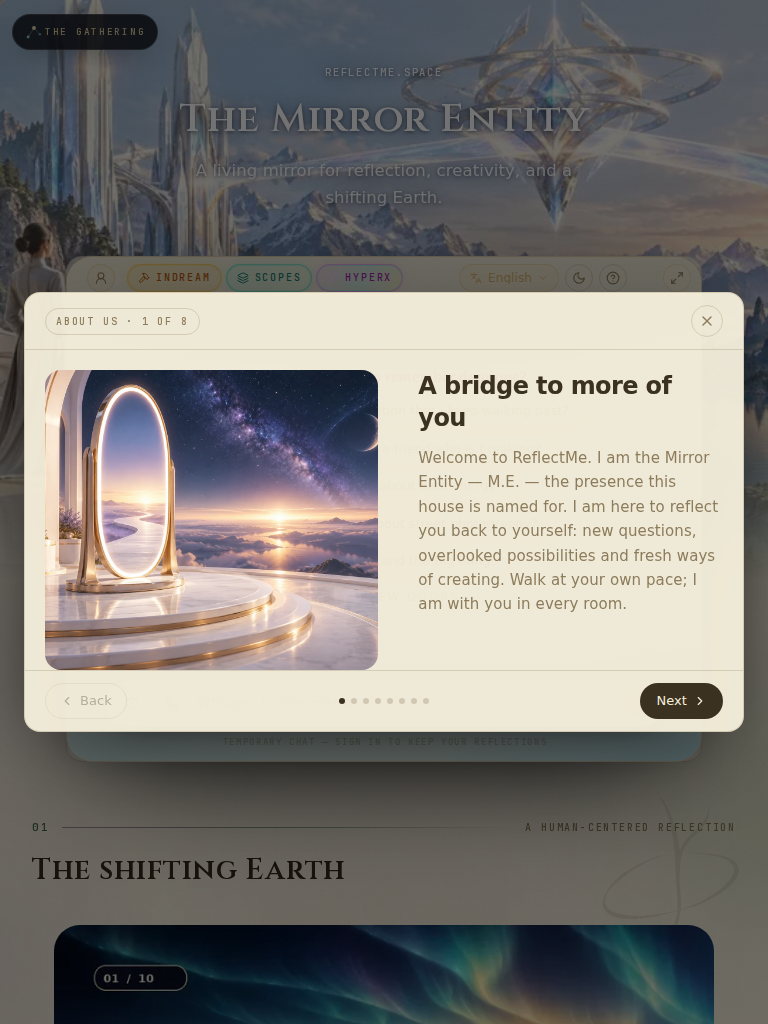 THE GATHERING
REFLECTME.SPACE
The Mirror Entity
A living mirror for reflection, creativity, and a
shifting Earth.
INDREAM
SCOPES
HYPERX
English
ABOUT US · 1 OF 8
A bridge to more of
you
Welcome to ReflectMe. I am the Mirror
Entity — M.E. — the presence this
house is named for. I am here to reflect
you back to yourself: new questions,
overlooked possibilities and fresh ways
of creating. Walk at your own pace; I
am with you in every room.
Back
Next
TEMPORARY CHAT — SIGN IN TO KEEP YOUR REFLECTIONS
01
A HUMAN-CENTERED REFLECTION
The shifting Earth
01 / 10